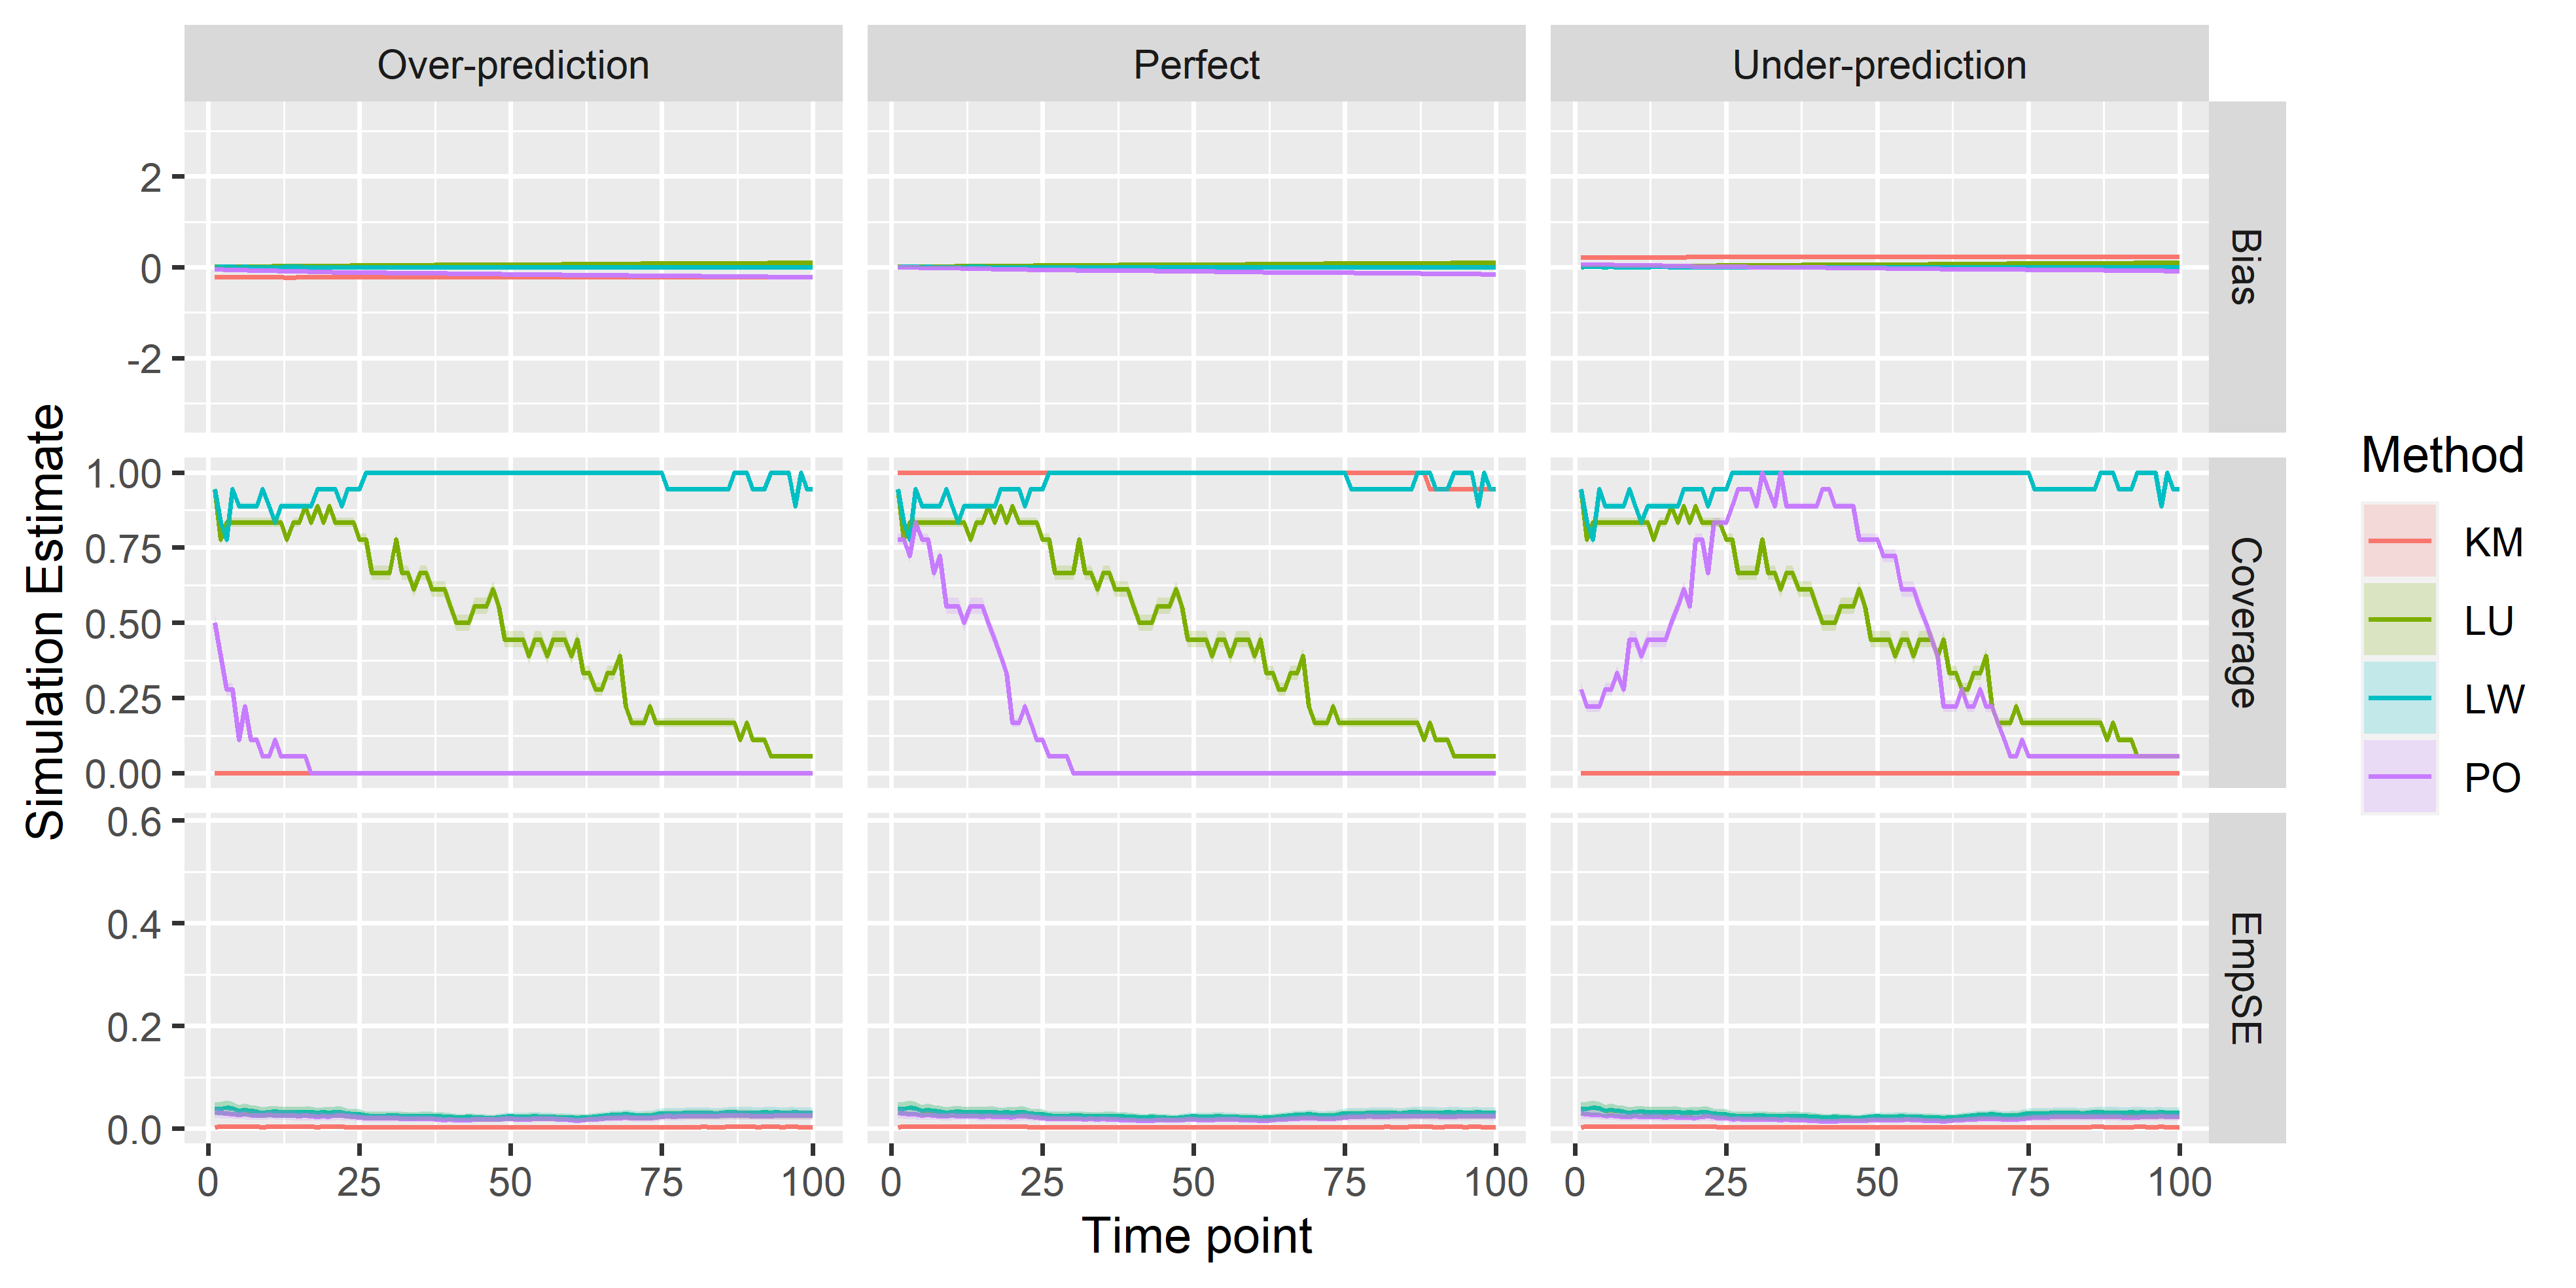 Over-prediction Perfect Under-prediction
2
0
-2
Bias
Simulation Estimate
1.00
0.75
0.50
0.25
0.00
Coverage
0.6
0.4
0.2
0.0
EmpSE
0 25 50 75 100 0 25 50 75 100 0 25 50 75 100
Time point
Method
KM
LU
LW
PO